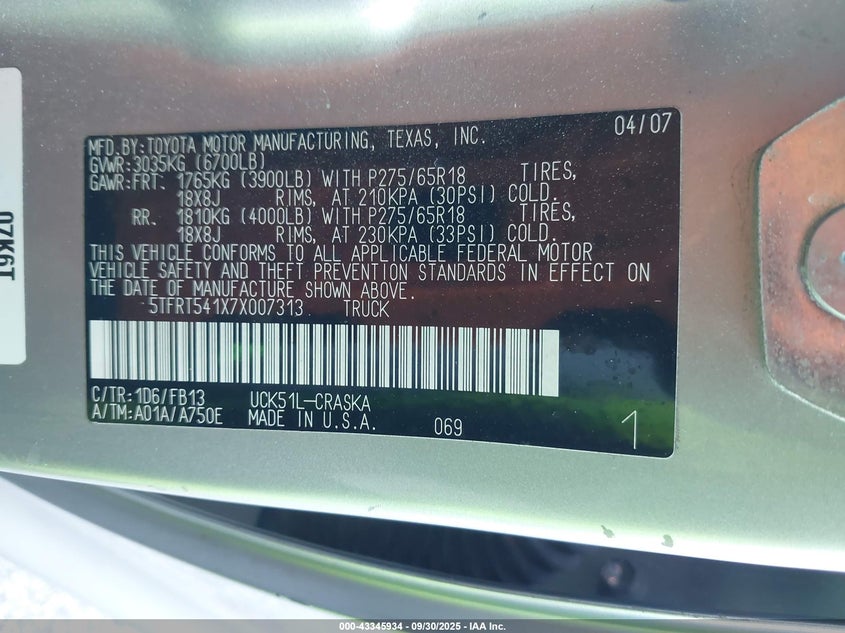 07K6T
MFD.BY:TOYOTA MOTOR MANUFACTURING, TEXAS, INC. 04/07
GVWR:3035KG (6700LB)
GAWR:FRT. 1765KG (3900LB) WITH P275/65R18 TIRES,
18X8J RIMS, AT 210KPA (30PSI) COLD.
RR. 1810KG (4000LB) WITH P275/65R18 TIRES,
18X8J RIMS, AT 230KPA (33PSI) COLD.
THIS VEHICLE CONFORMS TO ALL APPLICABLE FEDERAL MOTOR
VEHICLE SAFETY AND THEFT PREVENTION STANDARDS IN EFFECT ON
THE DATE OF MANUFACTURE SHOWN ABOVE.
5TFRT541X7X007313 TRUCK
C/TR:1D6/FB13 UCK51L-CRASKA
A/TM:A01A/A750E MADE IN U.S.A. 069 1
000-43345934 - 09/30/2025 - IAA Inc.